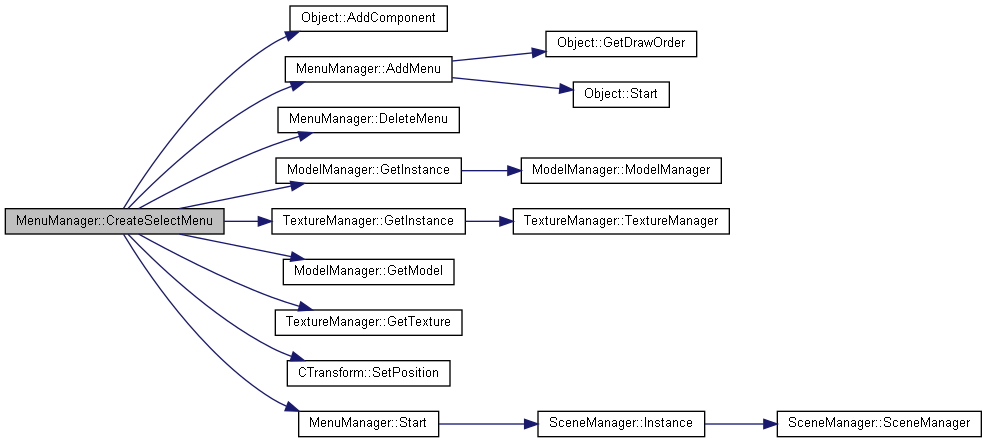 Object::AddComponent
Object::GetDrawOrder
MenuManager::AddMenu
Object::Start
MenuManager::DeleteMenu
ModelManager::GetInstance
ModelManager::ModelManager
MenuManager::CreateSelectMenu
TextureManager::GetInstance
TextureManager::TextureManager
ModelManager::GetModel
TextureManager::GetTexture
CTransform::SetPosition
MenuManager::Start
SceneManager::Instance
SceneManager::SceneManager